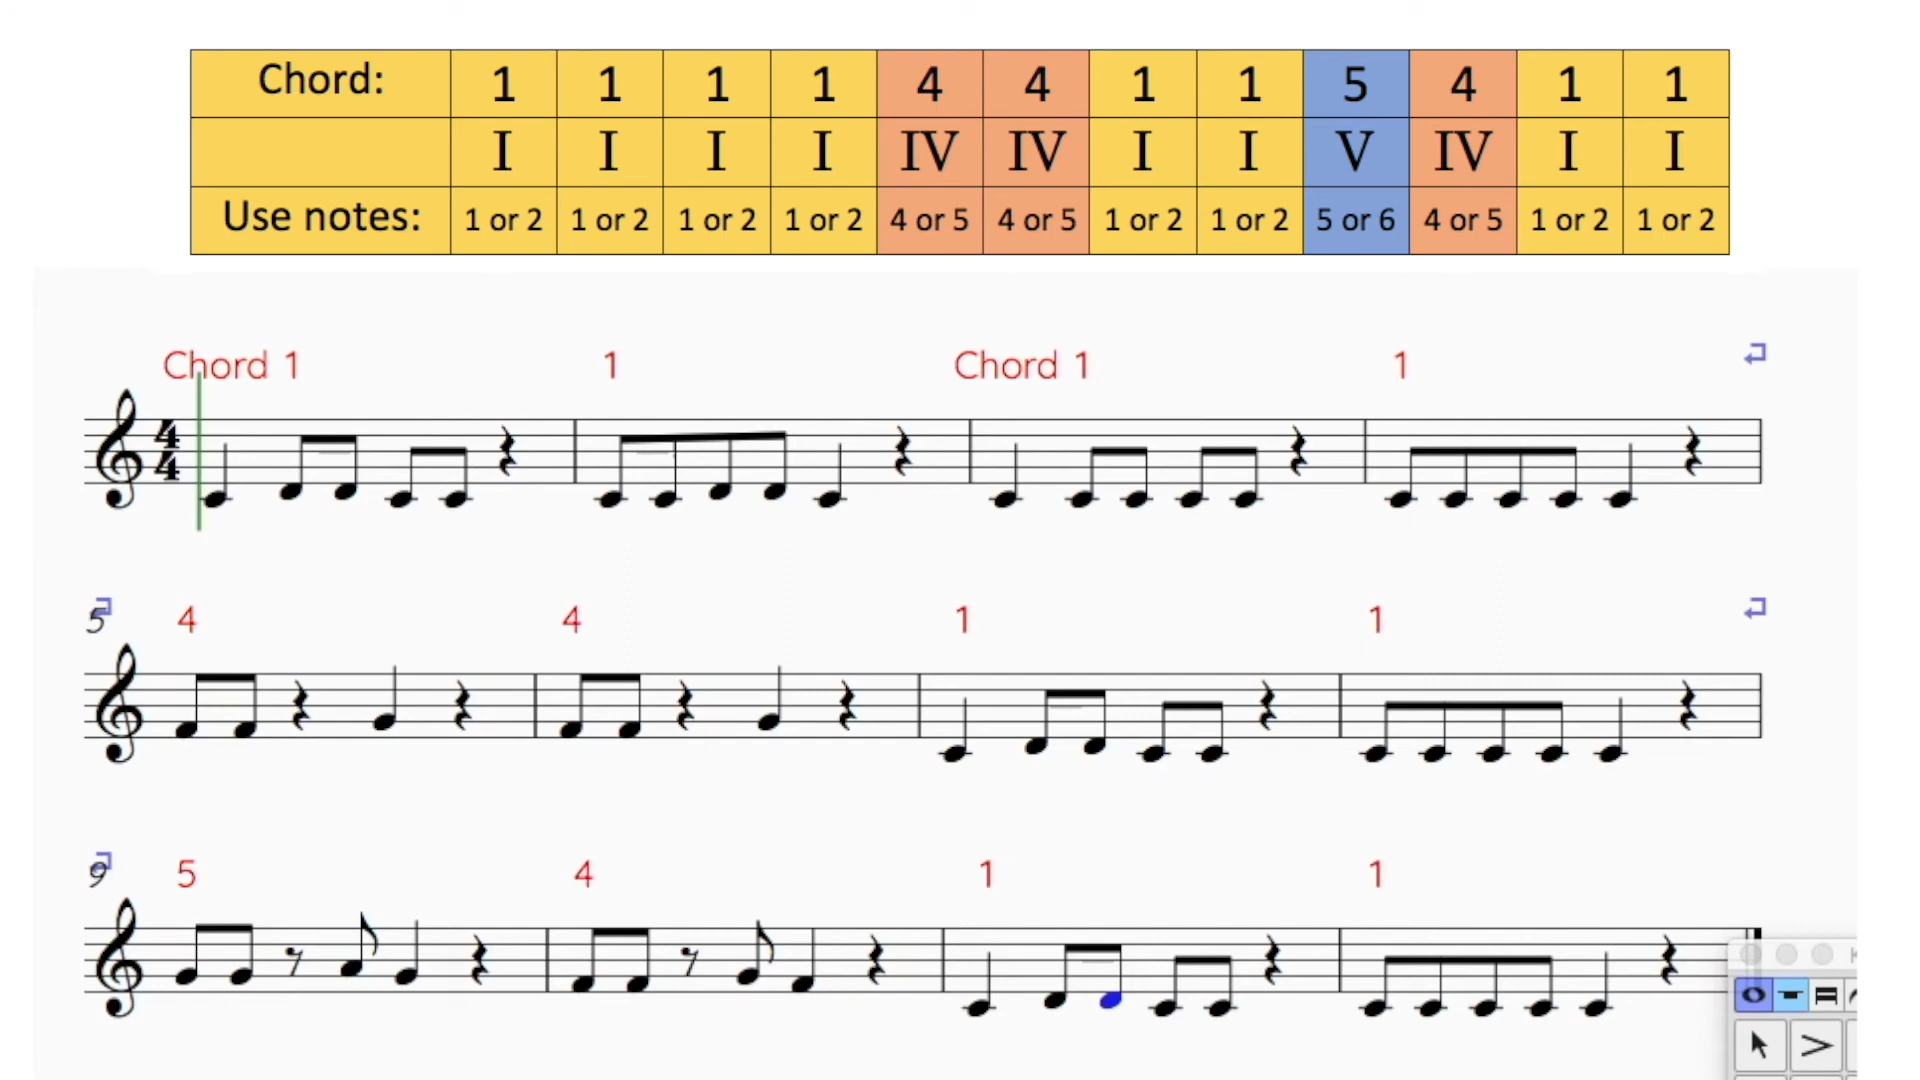 Chord: 1 1 1 1 4 4 1 1 5 4 1 1
I I I I IV IV I I V IV I I
Use notes: 1 or 2 1 or 2 1 or 2 1 or 2 4 or 5 4 or 5 1 or 2 1 or 2 5 or 6 4 or 5 1 or 2 1 or 2
Chord 1 1 Chord 1 1
4
4
5 4 4 1 1
9 5 4 1 1